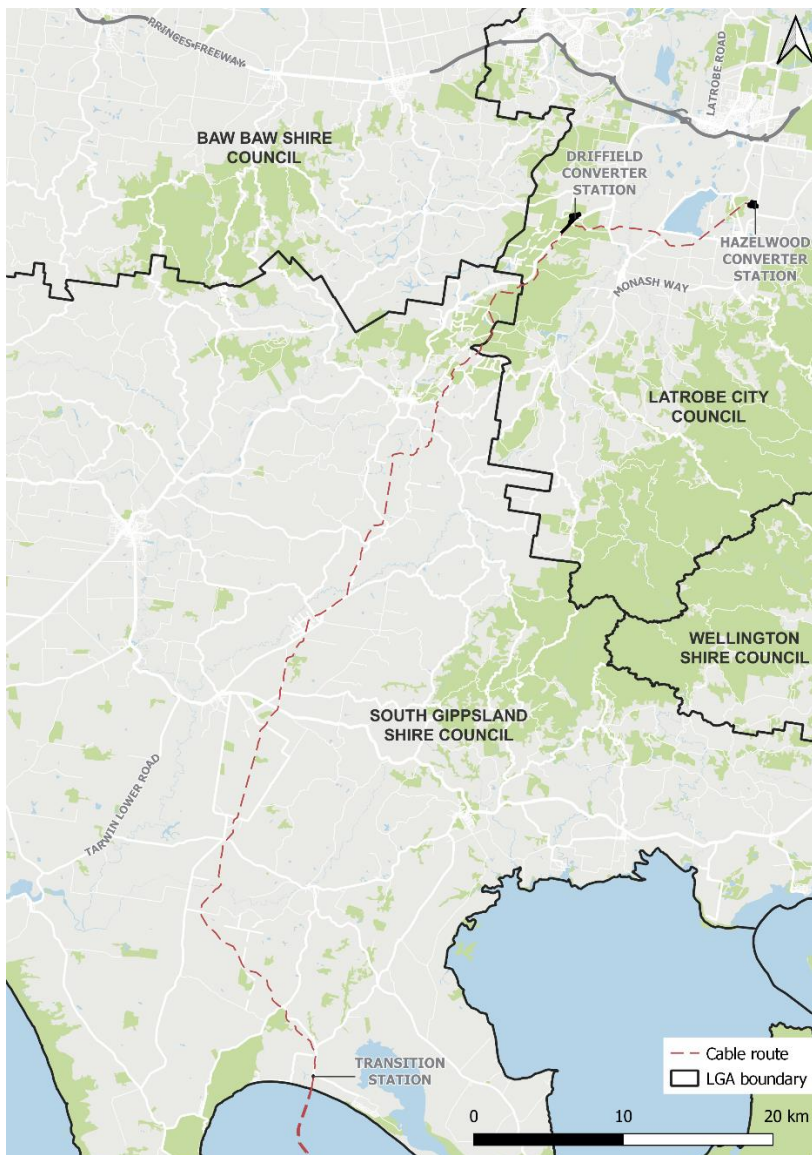 PRINCES FREEWAY
LATROBE ROAD
BAW BAW SHIRE
COUNCIL
DRIFFIELD
CONVERTER
STATION
HAZELWOOD
CONVERTER
STATION
MONASH WAY
LATROBE CITY
COUNCIL
WELLINGTON
SHIRE COUNCIL
SOUTH GIPPSLAND
SHIRE COUNCIL
TARWIN LOWER ROAD
TRANSITION
STATION
Cable route
LGA boundary
0 10 20 km